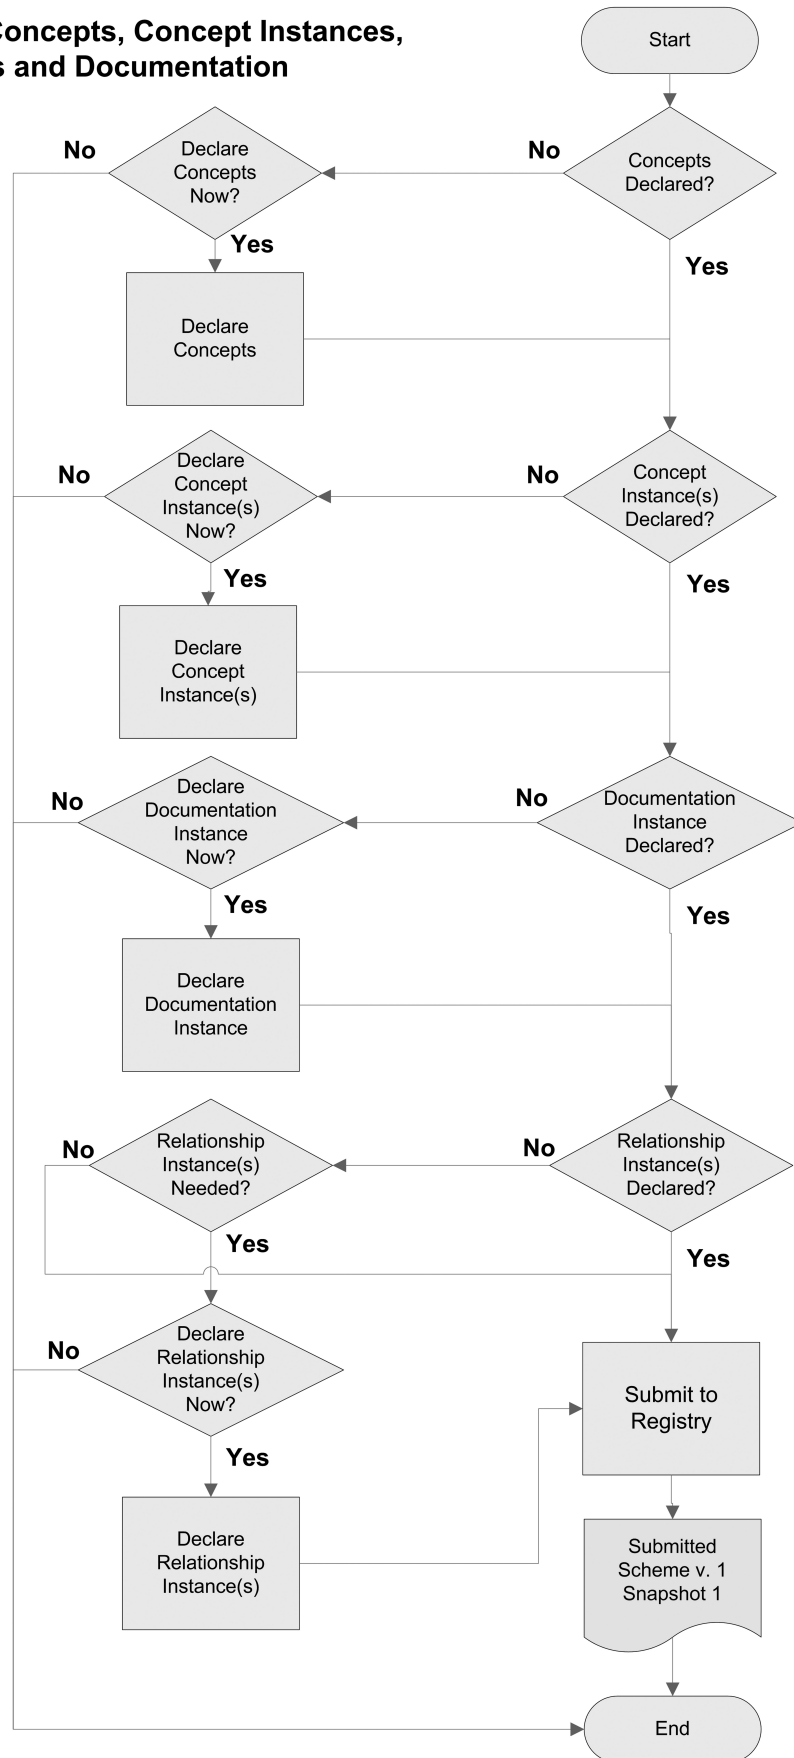 Concepts, Concept Instances,
s and Documentation
Start
No
Declare
Concepts
Now?
No
Concepts
Declared?
Yes
Yes
Declare
Concepts
No
Declare
Concept
Instance(s)
Now?
No
Concept
Instance(s)
Declared?
Yes
Yes
Declare
Concept
Instance(s)
No
Declare
Documentation
Instance
Now?
No
Documentation
Instance
Declared?
Yes
Yes
Declare
Documentation
Instance
No
Relationship
Instance(s)
Needed?
No
Relationship
Instance(s)
Declared?
Yes
Yes
No
Declare
Relationship
Instance(s)
Now?
Submit to
Registry
Yes
Declare
Relationship
Instance(s)
Submitted
Scheme v. 1
Snapshot 1
End